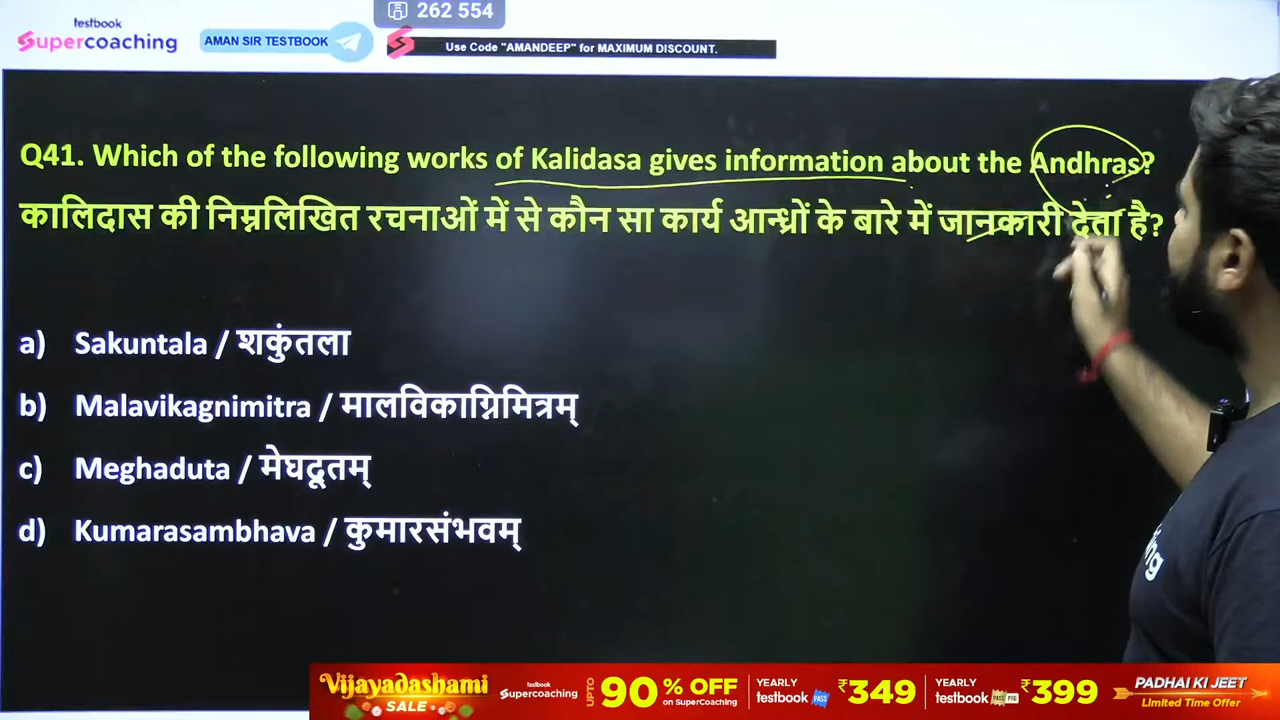 testbook
Supercoaching
AMAN SIR TESTBOOK
262 554
Use Code "AMANDEEP" for MAXIMUM DISCOUNT.
Q41. Which of the following works of Kalidasa gives information about the Andhras?
कालिदास की निम्नलिखित रचनाओं में से कौन सा कार्य आन्ध्रों के बारे में जानकारी देता है?
a) Sakuntala / शकुंतला
b) Malavikagnimitra / मालविकाग्निमित्रम्
c) Meghaduta / मेघदूतम्
d) Kumarasambhava / कुमारसंभवम्
ing
Vijayadashami
SALE
testbook
Supercoaching
UPTO
90% OFF
on SuperCoaching
YEARLY
testbook PASS
₹349
YEARLY
testbook PASS PRO
₹399
PADHAI KI JEET
Limited Time Offer